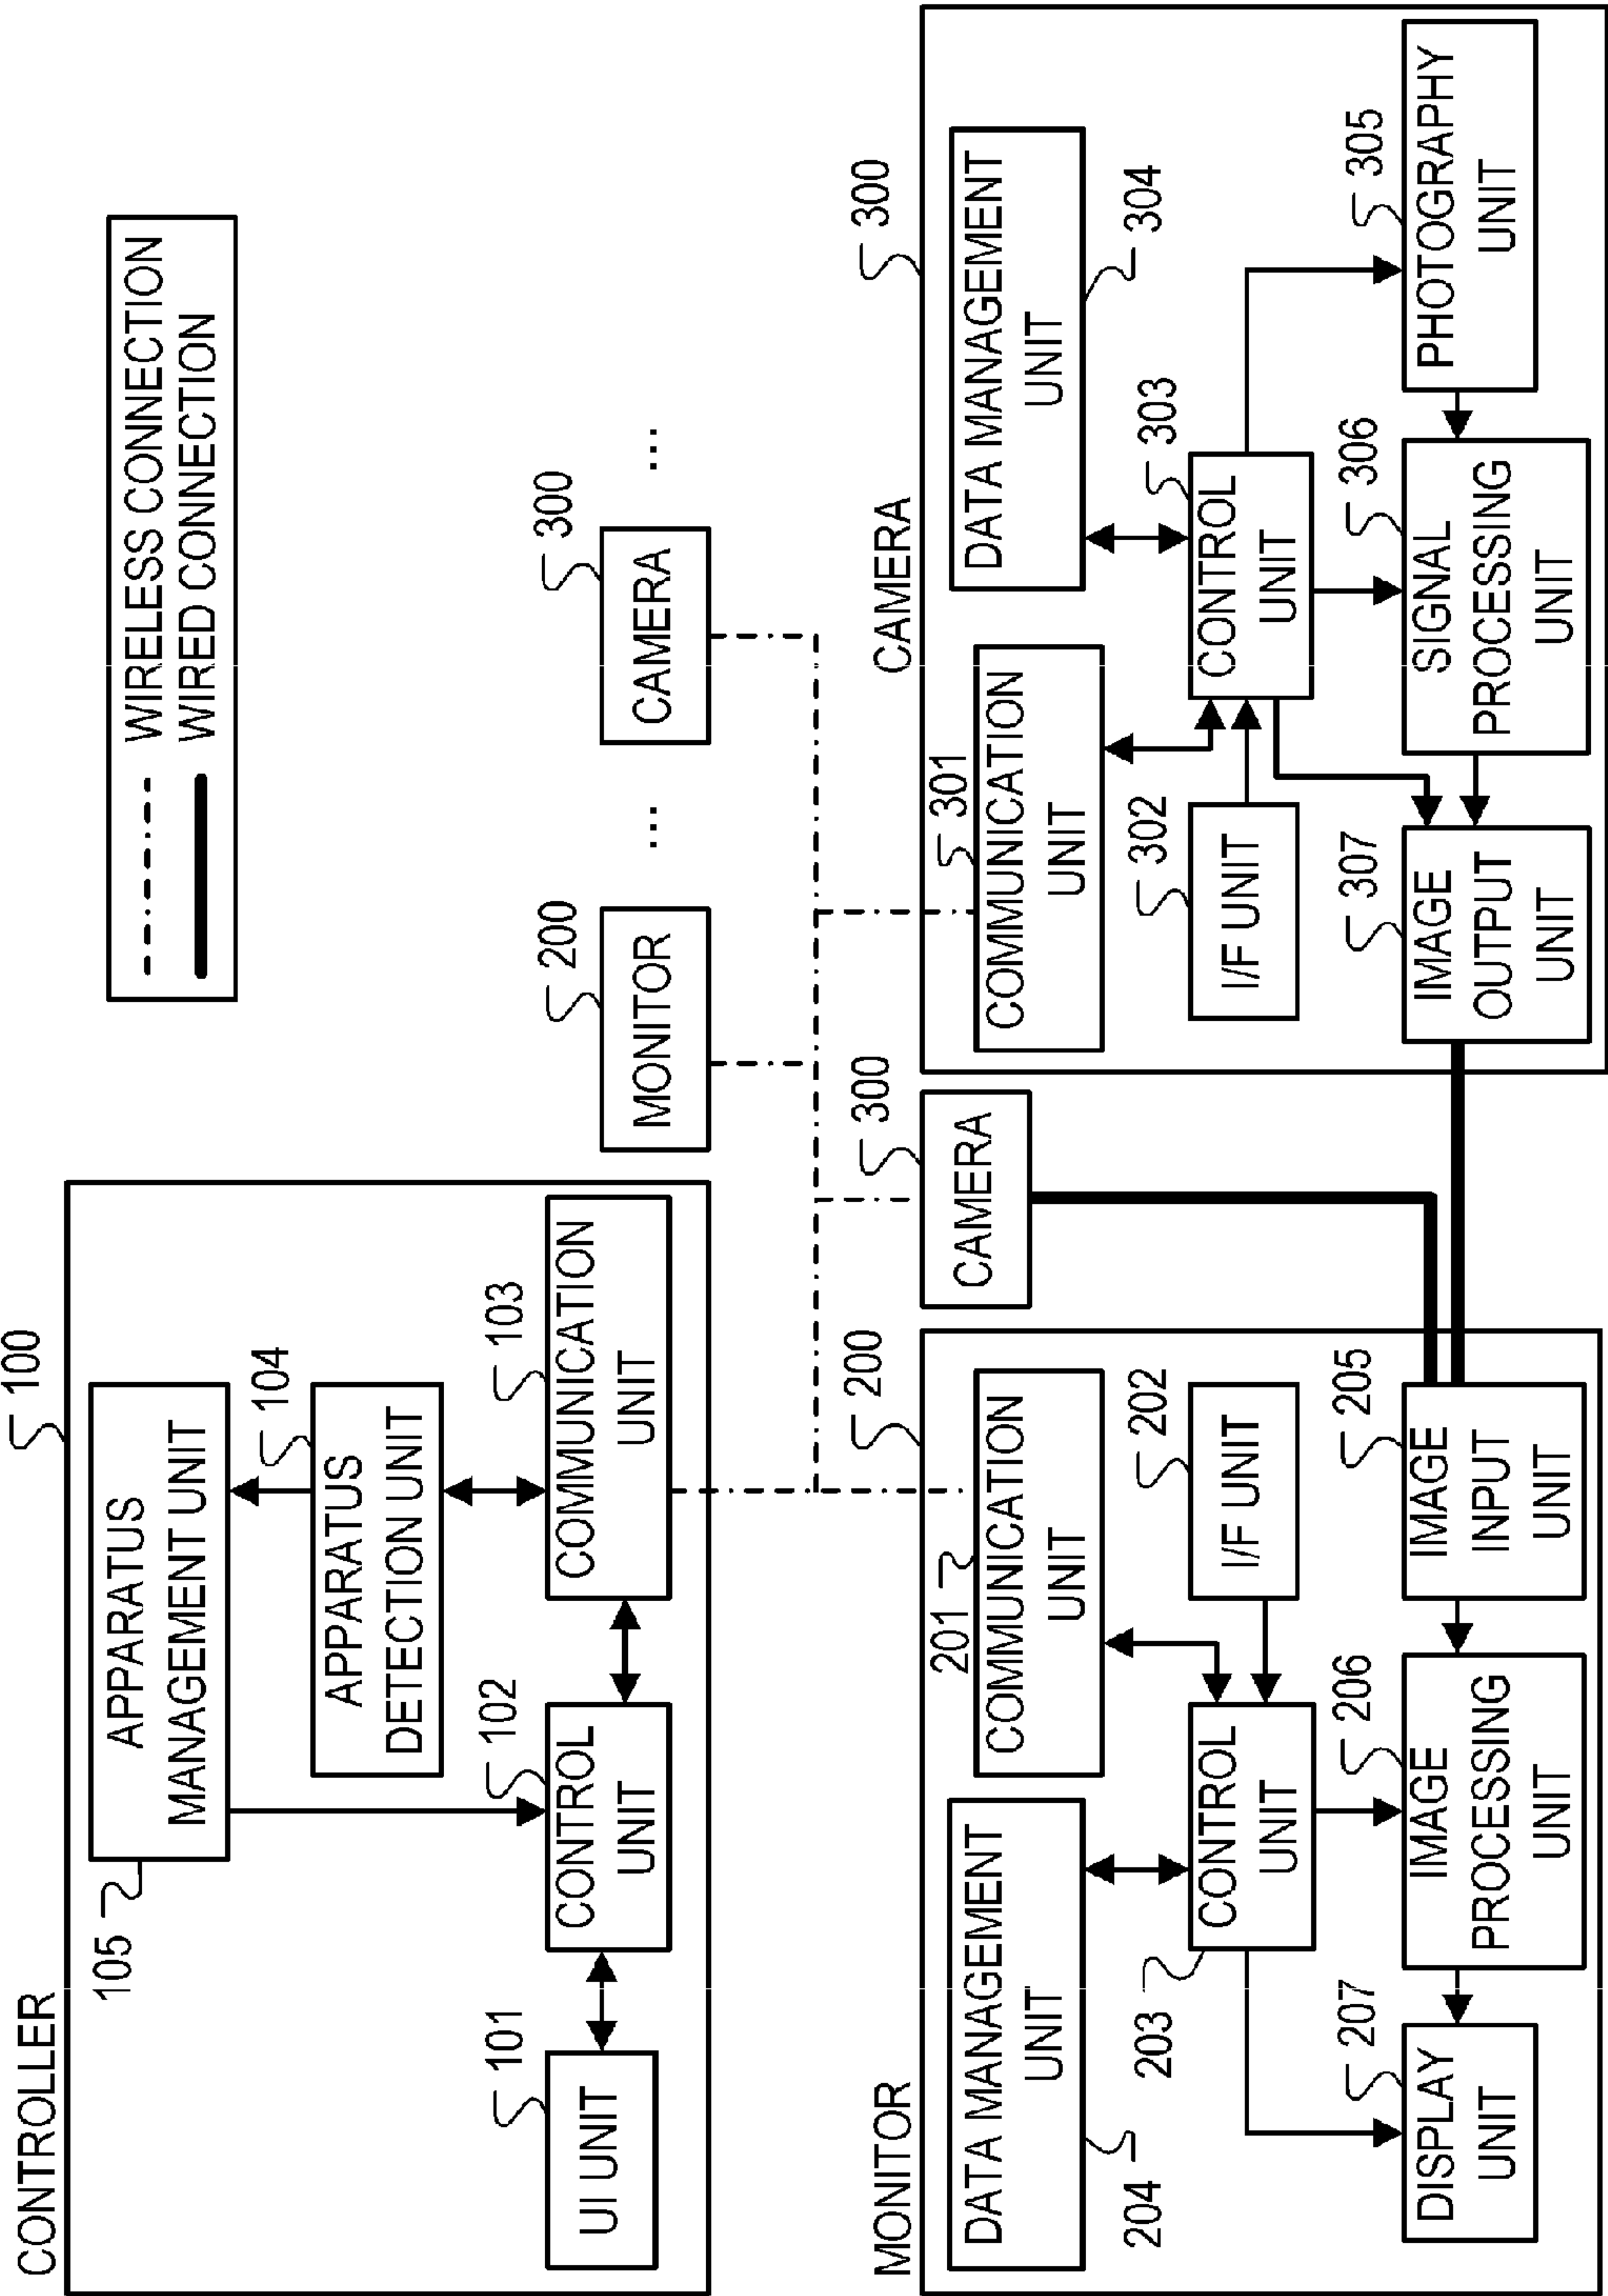 CONTROLLER
100
APPARATUS
MANAGEMENT UNIT
105
104
APPARATUS
DETECTION UNIT
101
UI UNIT
102
CONTROL
UNIT
103
COMMUNICATION
UNIT
WIRELESS CONNECTION
WIRED CONNECTION
200
MONITOR
...
300
CAMERA
...
MONITOR
200
204
DATA MANAGEMENT
UNIT
201
COMMUNICATION
UNIT
203
CONTROL
UNIT
202
I/F UNIT
207
DISPLAY
UNIT
206
IMAGE
PROCESSING
UNIT
205
IMAGE
INPUT
UNIT
300
CAMERA
CAMERA
300
301
COMMUNICATION
UNIT
DATA MANAGEMENT
UNIT
304
302
I/F UNIT
303
CONTROL
UNIT
307
IMAGE
OUTPUT
UNIT
306
SIGNAL
PROCESSING
UNIT
305
PHOTOGRAPHY
UNIT